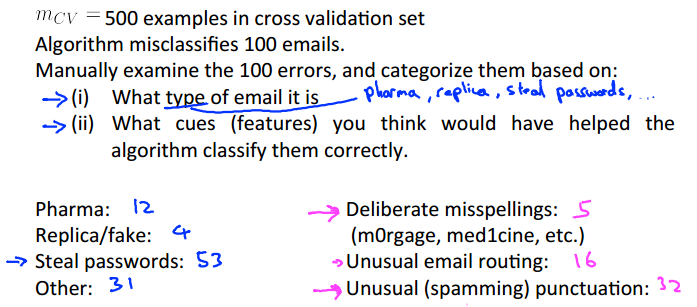 m_CV = 500 examples in cross validation set
Algorithm misclassifies 100 emails.
Manually examine the 100 errors, and categorize them based on:
→ (i) What type of email it is pharma, replica, steal passwords, ...
→ (ii) What cues (features) you think would have helped the
algorithm classify them correctly.
Pharma: 12
Replica/fake: 4
→ Steal passwords: 53
Other: 31
→ Deliberate misspellings: 5
(m0rgage, med1cine, etc.)
→ Unusual email routing: 16
→ Unusual (spamming) punctuation: 32